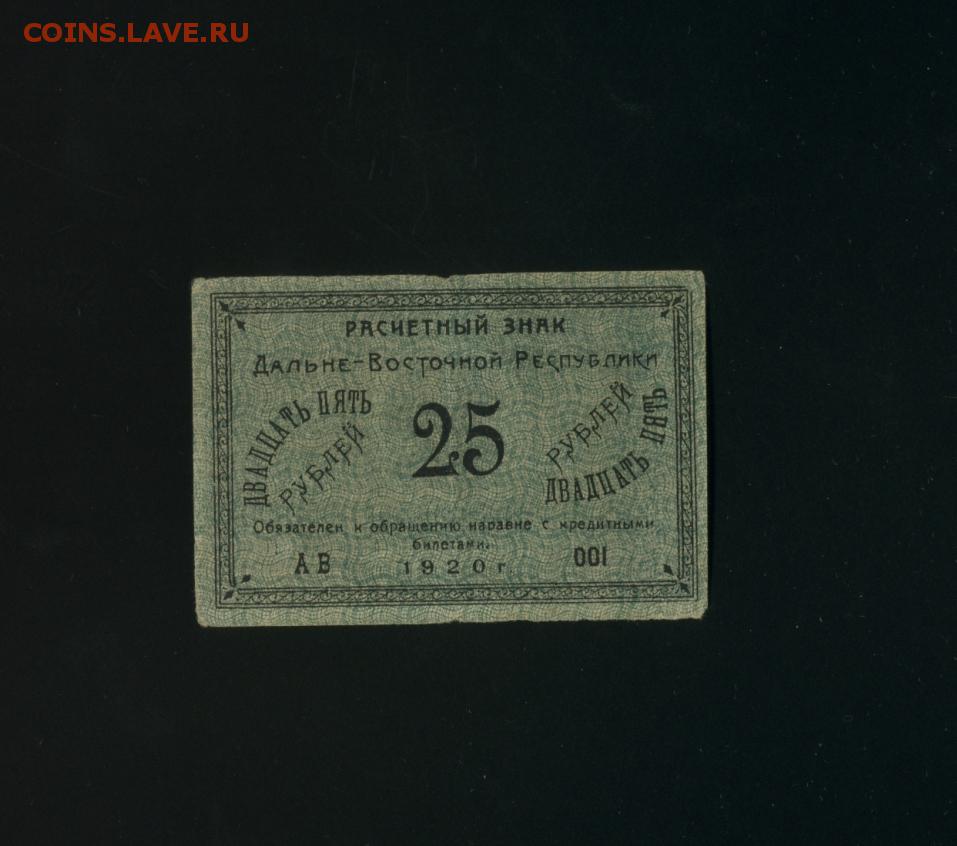 COINS.LAVE.RU
РАСЧЕТНЫЙ ЗНАК
Дальне-Восточной Республики
ДВАДЦАТЬ ПЯТЬ
РУБЛЕЙ
25
РУБЛЕЙ
ДВАДЦАТЬ ПЯТЬ
Обязателен к обращению наравне с кредитными
билетами.
АВ
1920 г.
001